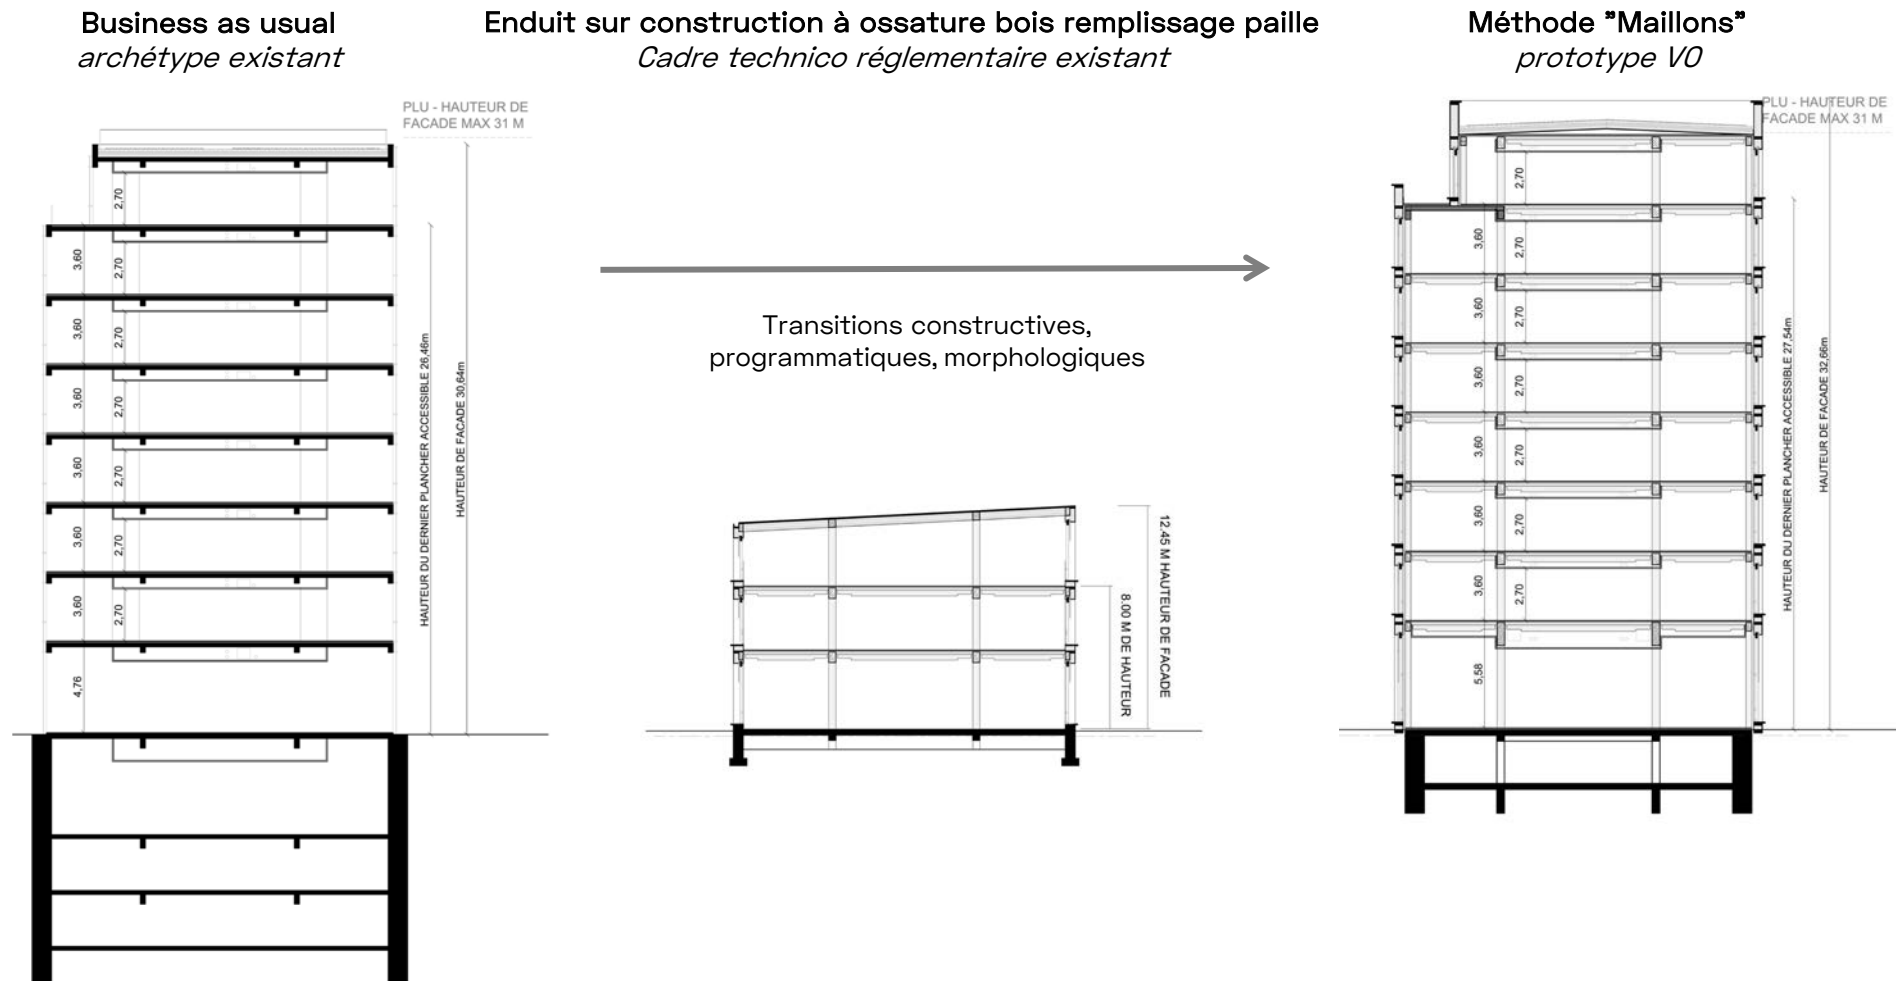 Business as usual
archétype existant
Enduit sur construction à ossature bois remplissage paille
Cadre technico réglementaire existant
Méthode "Maillons"
prototype V0
PLU - HAUTEUR DE
FACADE MAX 31 M
2,70
3,60
2,70
3,60
2,70
3,60
2,70
3,60
2,70
3,60
2,70
3,60
2,70
4,76
HAUTEUR DU DERNIER PLANCHER ACCESSIBLE 26,46m
HAUTEUR DE FACADE 30,64m
Transitions constructives,
programmatiques, morphologiques
8.00 M DE HAUTEUR
12.45 M HAUTEUR DE FACADE
PLU - HAUTEUR DE
FACADE MAX 31 M
2,70
3,60
2,70
3,60
2,70
3,60
2,70
3,60
2,70
3,60
2,70
3,60
2,70
5,58
HAUTEUR DU DERNIER PLANCHER ACCESSIBLE 27,54m
HAUTEUR DE FACADE 32,66m